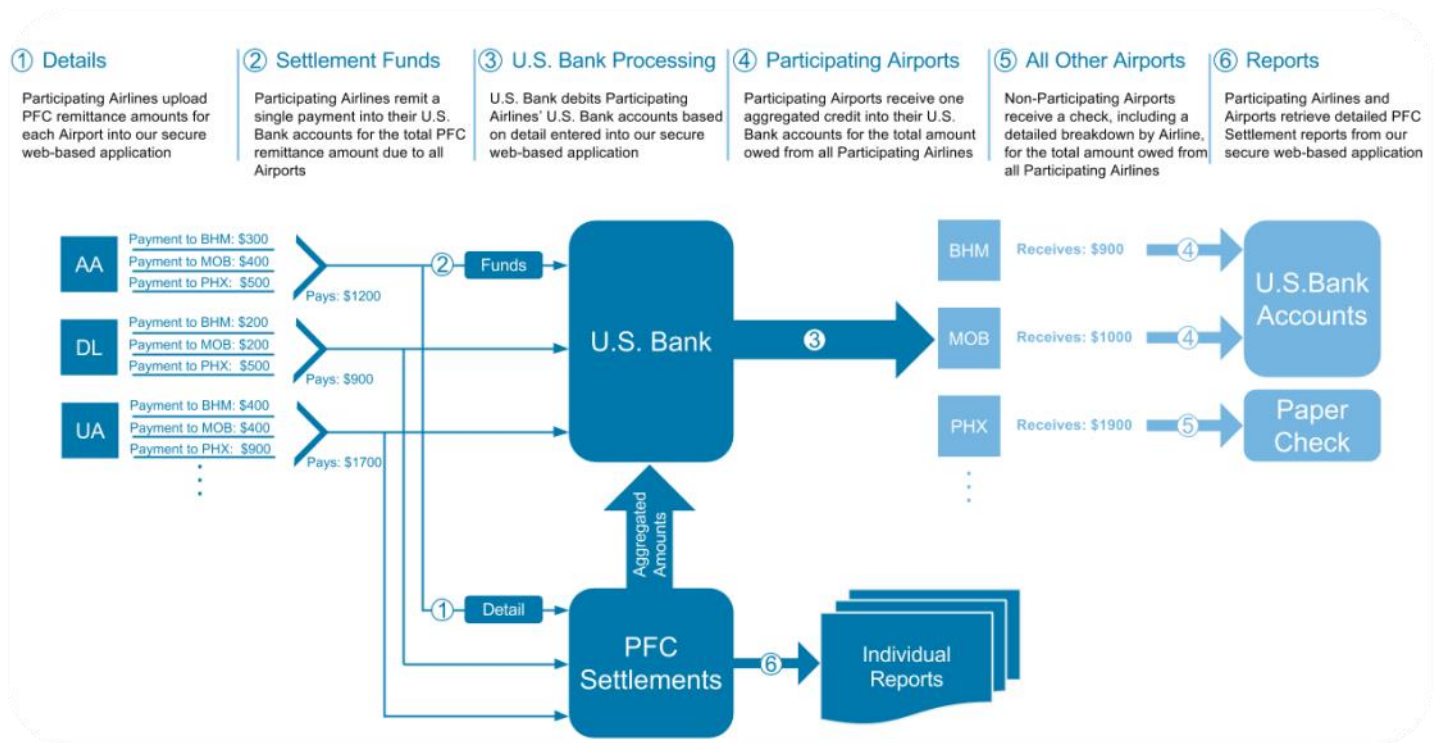 ① Details
Participating Airlines upload
PFC remittance amounts for
each Airport into our secure
web-based application
② Settlement Funds
Participating Airlines remit a
single payment into their U.S.
Bank accounts for the total PFC
remittance amount due to all
Airports
③ U.S. Bank Processing
U.S. Bank debits Participating
Airlines' U.S. Bank accounts based
on detail entered into our secure
web-based application
④ Participating Airports
Participating Airports receive one
aggregated credit into their U.S.
Bank accounts for the total amount
owed from all Participating Airlines
⑤ All Other Airports
Non-Participating Airports
receive a check, including a
detailed breakdown by Airline,
for the total amount owed from
all Participating Airlines
⑥ Reports
Participating Airlines and
Airports retrieve detailed PFC
Settlement reports from our
secure web-based application
AA
Payment to BHM: $300
Payment to MOB: $400
Payment to PHX: $500
Pays: $1200
DL
Payment to BHM: $200
Payment to MOB: $200
Payment to PHX: $500
Pays: $900
UA
Payment to BHM: $400
Payment to MOB: $400
Payment to PHX: $900
Pays: $1700
② Funds
U.S. Bank
③
BHM
Receives: $900
④
MOB
Receives: $1000
④
U.S.Bank
Accounts
PHX
Receives: $1900
⑤
Paper
Check
Aggregated
Amounts
① Detail
PFC
Settlements
⑥
Individual
Reports